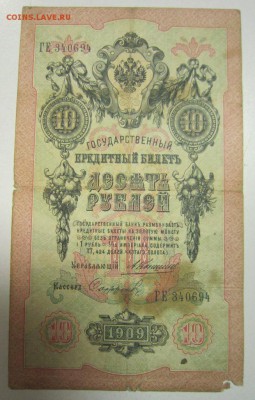 COINS.LAVE.RU
ГЕ 340694
10 10
ГОСУДАРСТВЕННЫЙ
КРЕДИТНЫЙ БИЛЕТЪ
ДЕСЯТЬ
РУБЛЕЙ
ГОСУДАРСТВЕННЫЙ БАНКЪ РАЗМѢНИВАЕТЪ
КРЕДИТНЫЕ БИЛЕТЫ НА ЗОЛОТУЮ МОНЕТУ
БЕЗЪ ОГРАНИЧЕНІЯ СУММЫ
УПРАВЛЯЮЩІЙ
КАССИРЪ
ГЕ 340694
10 1909 10